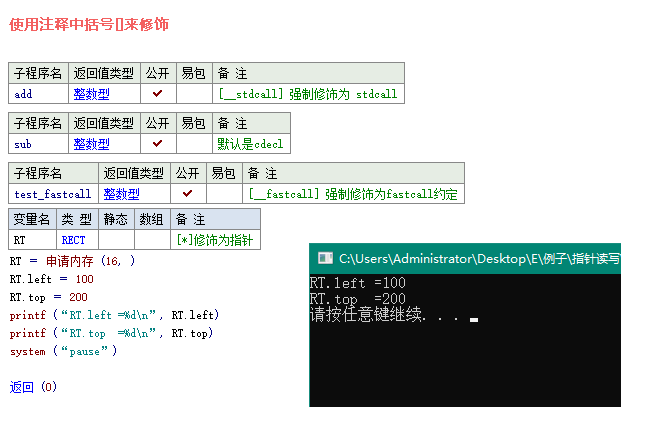 使用注释中括号[]来修饰
子程序名 返回值类型 公开 易包 备 注
add 整数型 [__stdcall] 强制修饰为 stdcall
子程序名 返回值类型 公开 易包 备 注
sub 整数型 默认是cdecl
子程序名 返回值类型 公开 易包 备 注
test_fastcall 整数型 [__fastcall] 强制修饰为fastcall约定
变量名 类 型 静态 数组 备 注
RT RECT [*]修饰为指针
RT = 申请内存 (16, )
RT.left = 100
RT.top = 200
printf (“RT.left =%d\n”, RT.left)
printf (“RT.top  =%d\n”, RT.top)
system (“pause”)
返回 (0)
C:\Users\Administrator\Desktop\E\例子\指针读写
RT.left =100
RT.top  =200
请按任意键继续. . .